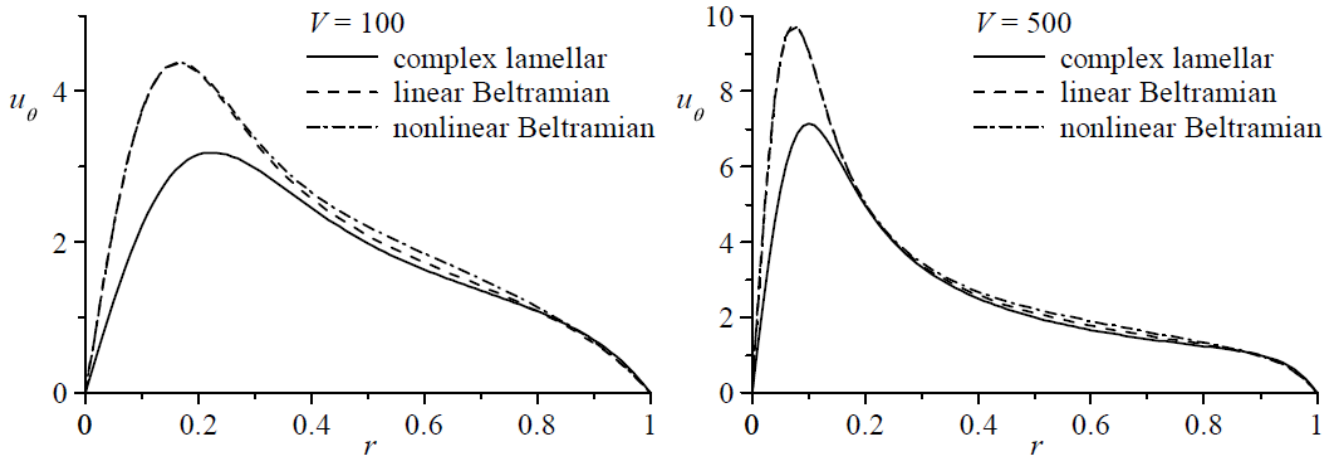 V = 100
complex lamellar
linear Beltramian
nonlinear Beltramian
u_θ
4
2
0
0 0.2 0.4 0.6 0.8 1
r
V = 500
complex lamellar
linear Beltramian
nonlinear Beltramian
u_θ
10
8
6
4
2
0
0 0.2 0.4 0.6 0.8 1
r